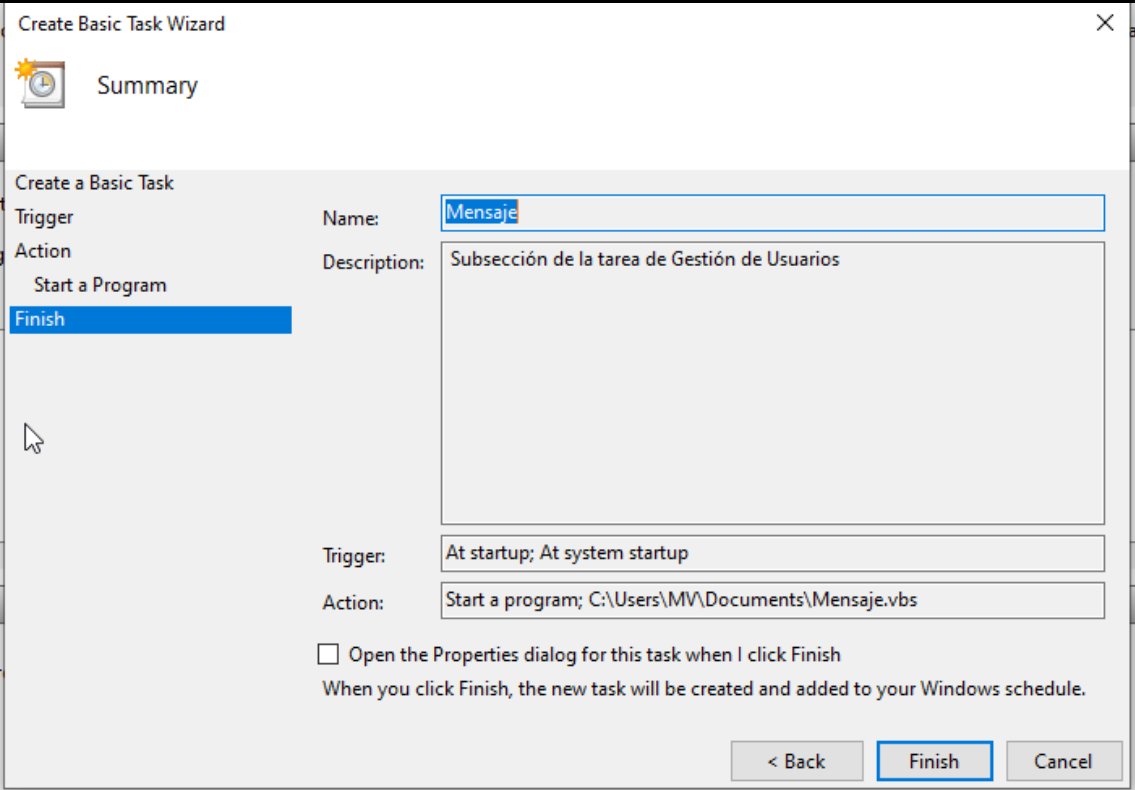 Create Basic Task Wizard
Summary
Create a Basic Task
Trigger
Action
Start a Program
Finish
Name: Mensaje
Description: Subsección de la tarea de Gestión de Usuarios
Trigger: At startup; At system startup
Action: Start a program; C:\Users\MV\Documents\Mensaje.vbs
Open the Properties dialog for this task when I click Finish
When you click Finish, the new task will be created and added to your Windows schedule.
< Back Finish Cancel